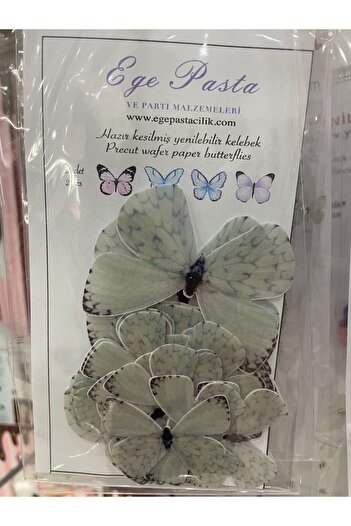 Ege Pasta
VE PARTİ MALZEMELERİ
www.egepastacilik.com
Hazır kesilmiş yenilebilir kelebek
Precut wafer paper butterflies